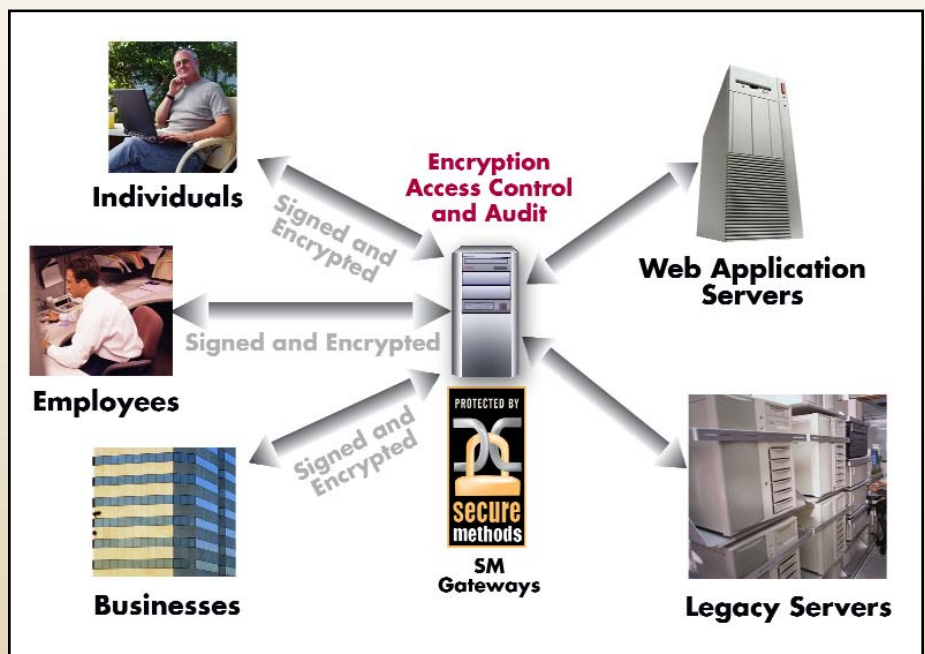 Individuals
Signed and
Encrypted
Encryption
Access Control
and Audit
Web Application
Servers
Employees
Signed and Encrypted
PROTECTED BY
secure
methods
SM
Gateways
Businesses
Signed and
Encrypted
Legacy Servers